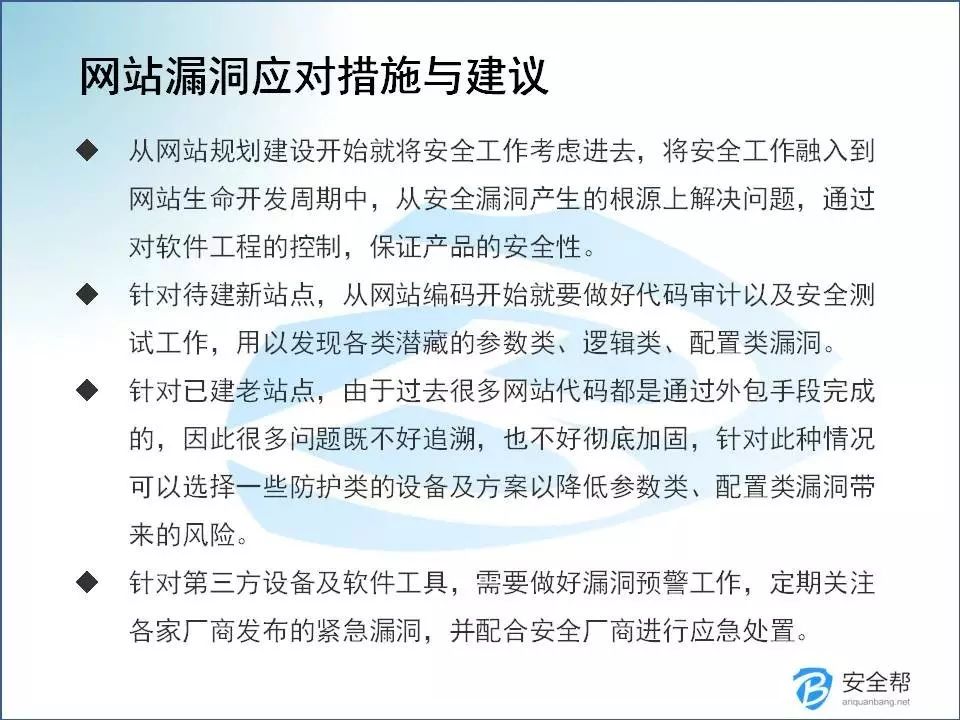 网站漏洞应对措施与建议
从网站规划建设开始就将安全工作考虑进去，将安全工作融入到
网站生命开发周期中，从安全漏洞产生的根源上解决问题，通过
对软件工程的控制，保证产品的安全性。
针对待建新站点，从网站编码开始就要做好代码审计以及安全测
试工作，用以发现各类潜藏的参数类、逻辑类、配置类漏洞。
针对已建老站点，由于过去很多网站代码都是通过外包手段完成
的，因此很多问题既不好追溯，也不好彻底加固，针对此种情况
可以选择一些防护类的设备及方案以降低参数类、配置类漏洞带
来的风险。
针对第三方设备及软件工具，需要做好漏洞预警工作，定期关注
各家厂商发布的紧急漏洞，并配合安全厂商进行应急处置。
安全帮
anquanbang.net